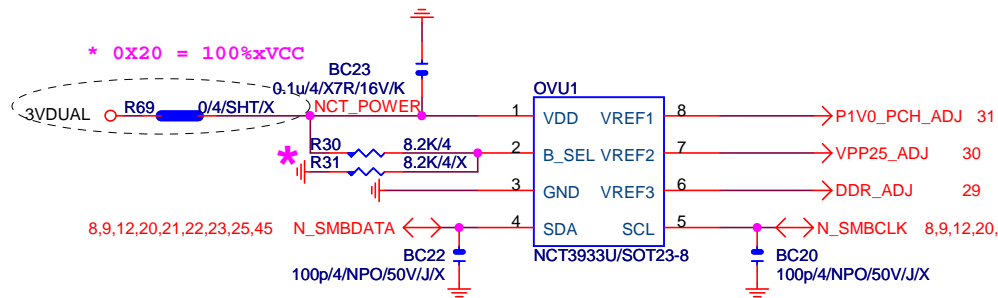 * 0X20 = 100%xVCC
BC23
0.1u/4/X7R/16V/K
3VDUAL
R69
0/4/SHT/X
NCT_POWER
OVU1
1
VDD
VREF1
8
P1V0_PCH_ADJ
31
*
R30
8.2K/4
2
B_SEL
VREF2
7
VPP25_ADJ
30
R31
8.2K/4/X
3
GND
VREF3
6
DDR_ADJ
29
8,9,12,20,21,22,23,25,45
N_SMBDATA
4
SDA
SCL
5
N_SMBCLK
8,9,12,20,
BC22
100p/4/NPO/50V/J/X
NCT3933U/SOT23-8
BC20
100p/4/NPO/50V/J/X